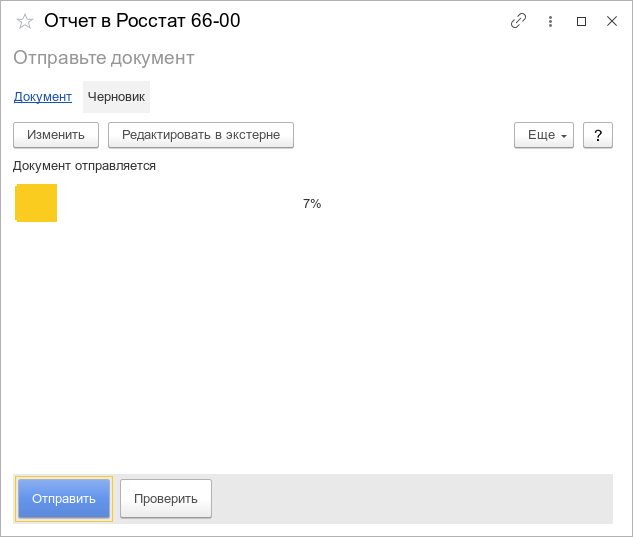 Отчет в Росстат 66-00
Отправьте документ
Документ Черновик
Изменить Редактировать в экстерне Еще ?
Документ отправляется
7%
Отправить Проверить